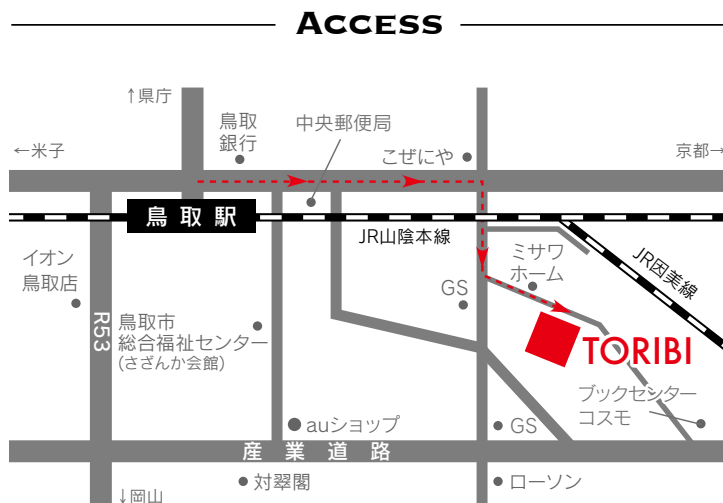 ACCESS
↑県庁
鳥取
銀行
中央郵便局
こぜにや
←米子
京都→
鳥取駅
JR山陰本線
イオン
鳥取店
ミサワ
ホーム
JR因美線
GS
R53
鳥取市
総合福祉センター
(さざんか会館)
TORIBI
ブックセンター
コスモ
auショップ
GS
産業道路
対翠閣
ローソン
↓岡山